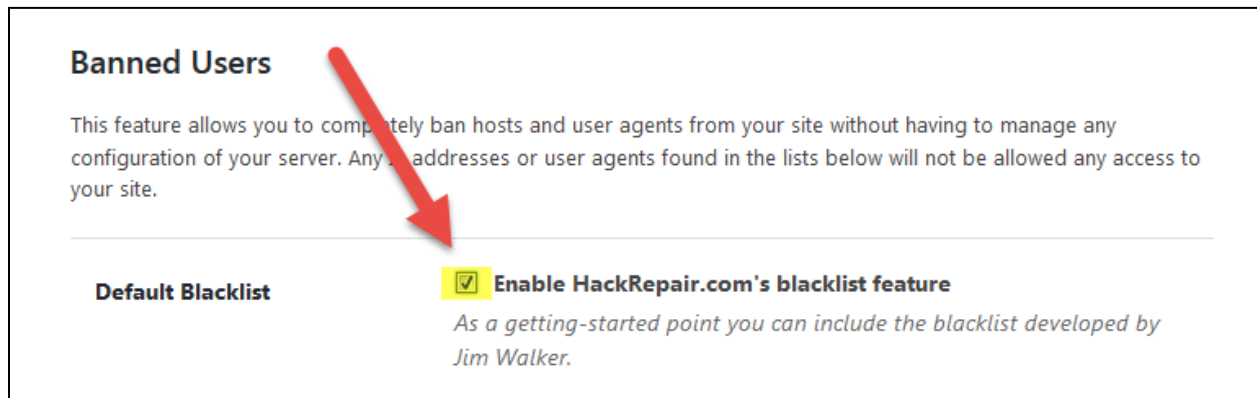 Banned Users
This feature allows you to completely ban hosts and user agents from your site without having to manage any
configuration of your server. Any addresses or user agents found in the lists below will not be allowed any access to
your site.
Default Blacklist
Enable HackRepair.com's blacklist feature
As a getting-started point you can include the blacklist developed by
Jim Walker.